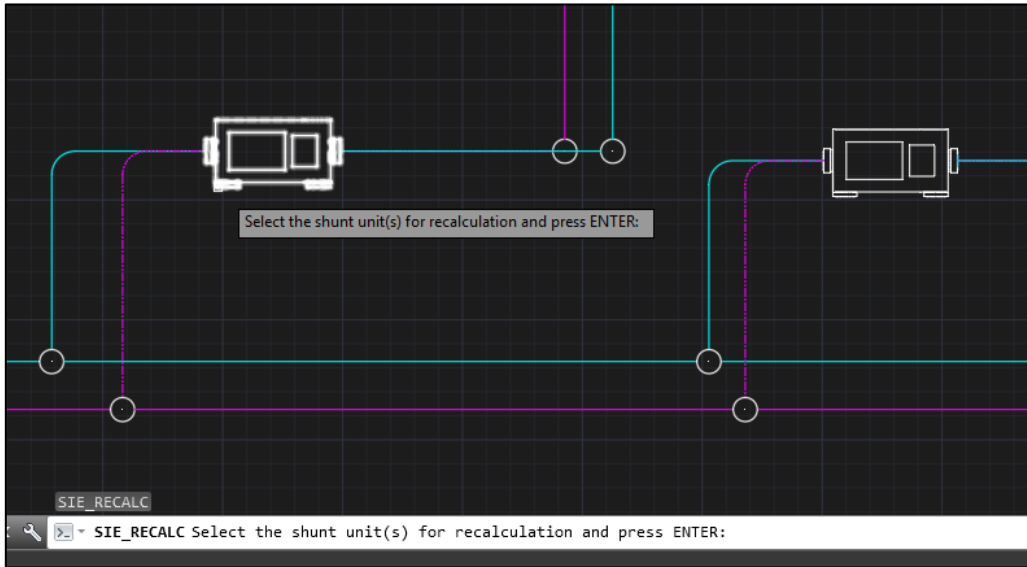 Select the shunt unit(s) for recalculation and press ENTER:
SIE_RECALC
SIE_RECALC Select the shunt unit(s) for recalculation and press ENTER: